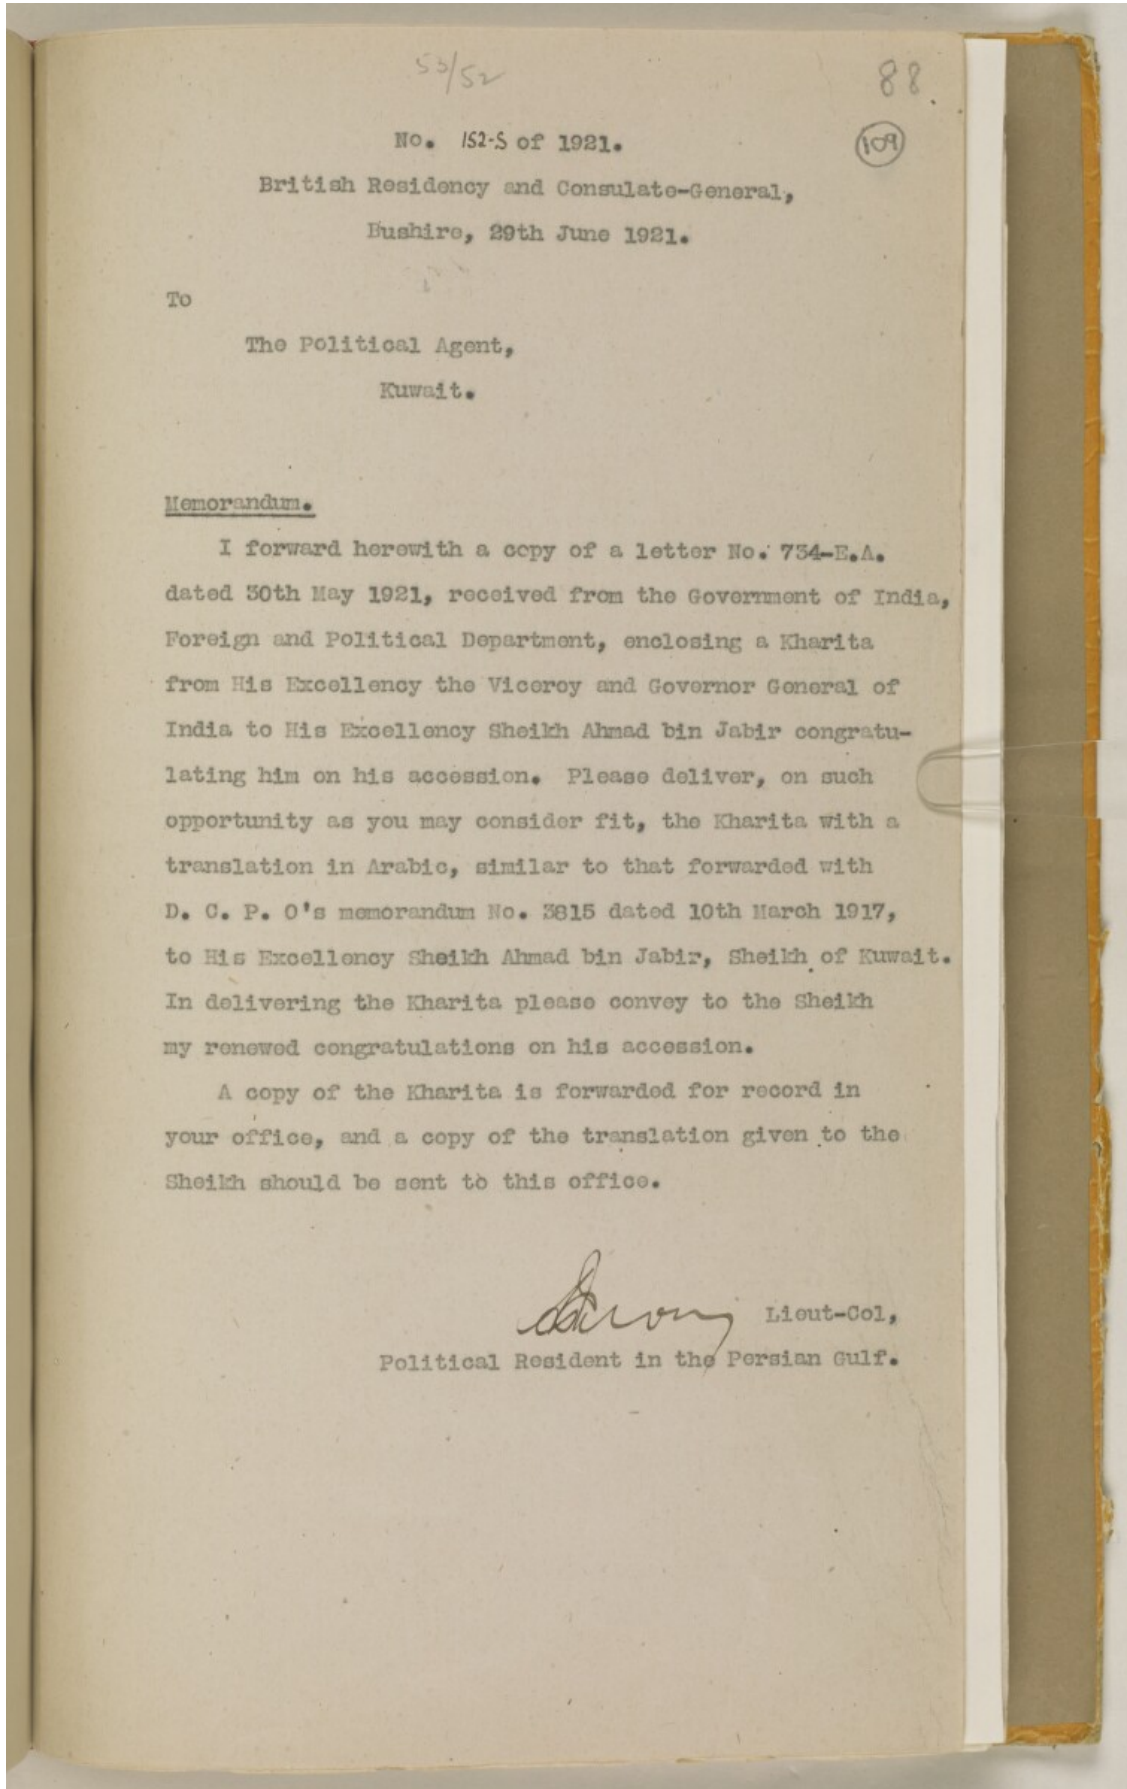 53/52
88
109
No. 152-S of 1921.
British Residency and Consulate-General,
Bushire, 29th June 1921.
To
The Political Agent,
Kuwait.
Memorandum.
I forward herewith a copy of a letter No. 734-E.A.
dated 30th May 1921, received from the Government of India,
Foreign and Political Department, enclosing a Kharita
from His Excellency the Viceroy and Governor General of
India to His Excellency Sheikh Ahmad bin Jabir congratu-
lating him on his accession. Please deliver, on such
opportunity as you may consider fit, the Kharita with a
translation in Arabic, similar to that forwarded with
D. C. P. O's memorandum No. 3815 dated 10th March 1917,
to His Excellency Sheikh Ahmad bin Jabir, Sheikh of Kuwait.
In delivering the Kharita please convey to the Sheikh
my renewed congratulations on his accession.
A copy of the Kharita is forwarded for record in
your office, and a copy of the translation given to the
Sheikh should be sent to this office.
Lieut-Col,
Political Resident in the Persian Gulf.